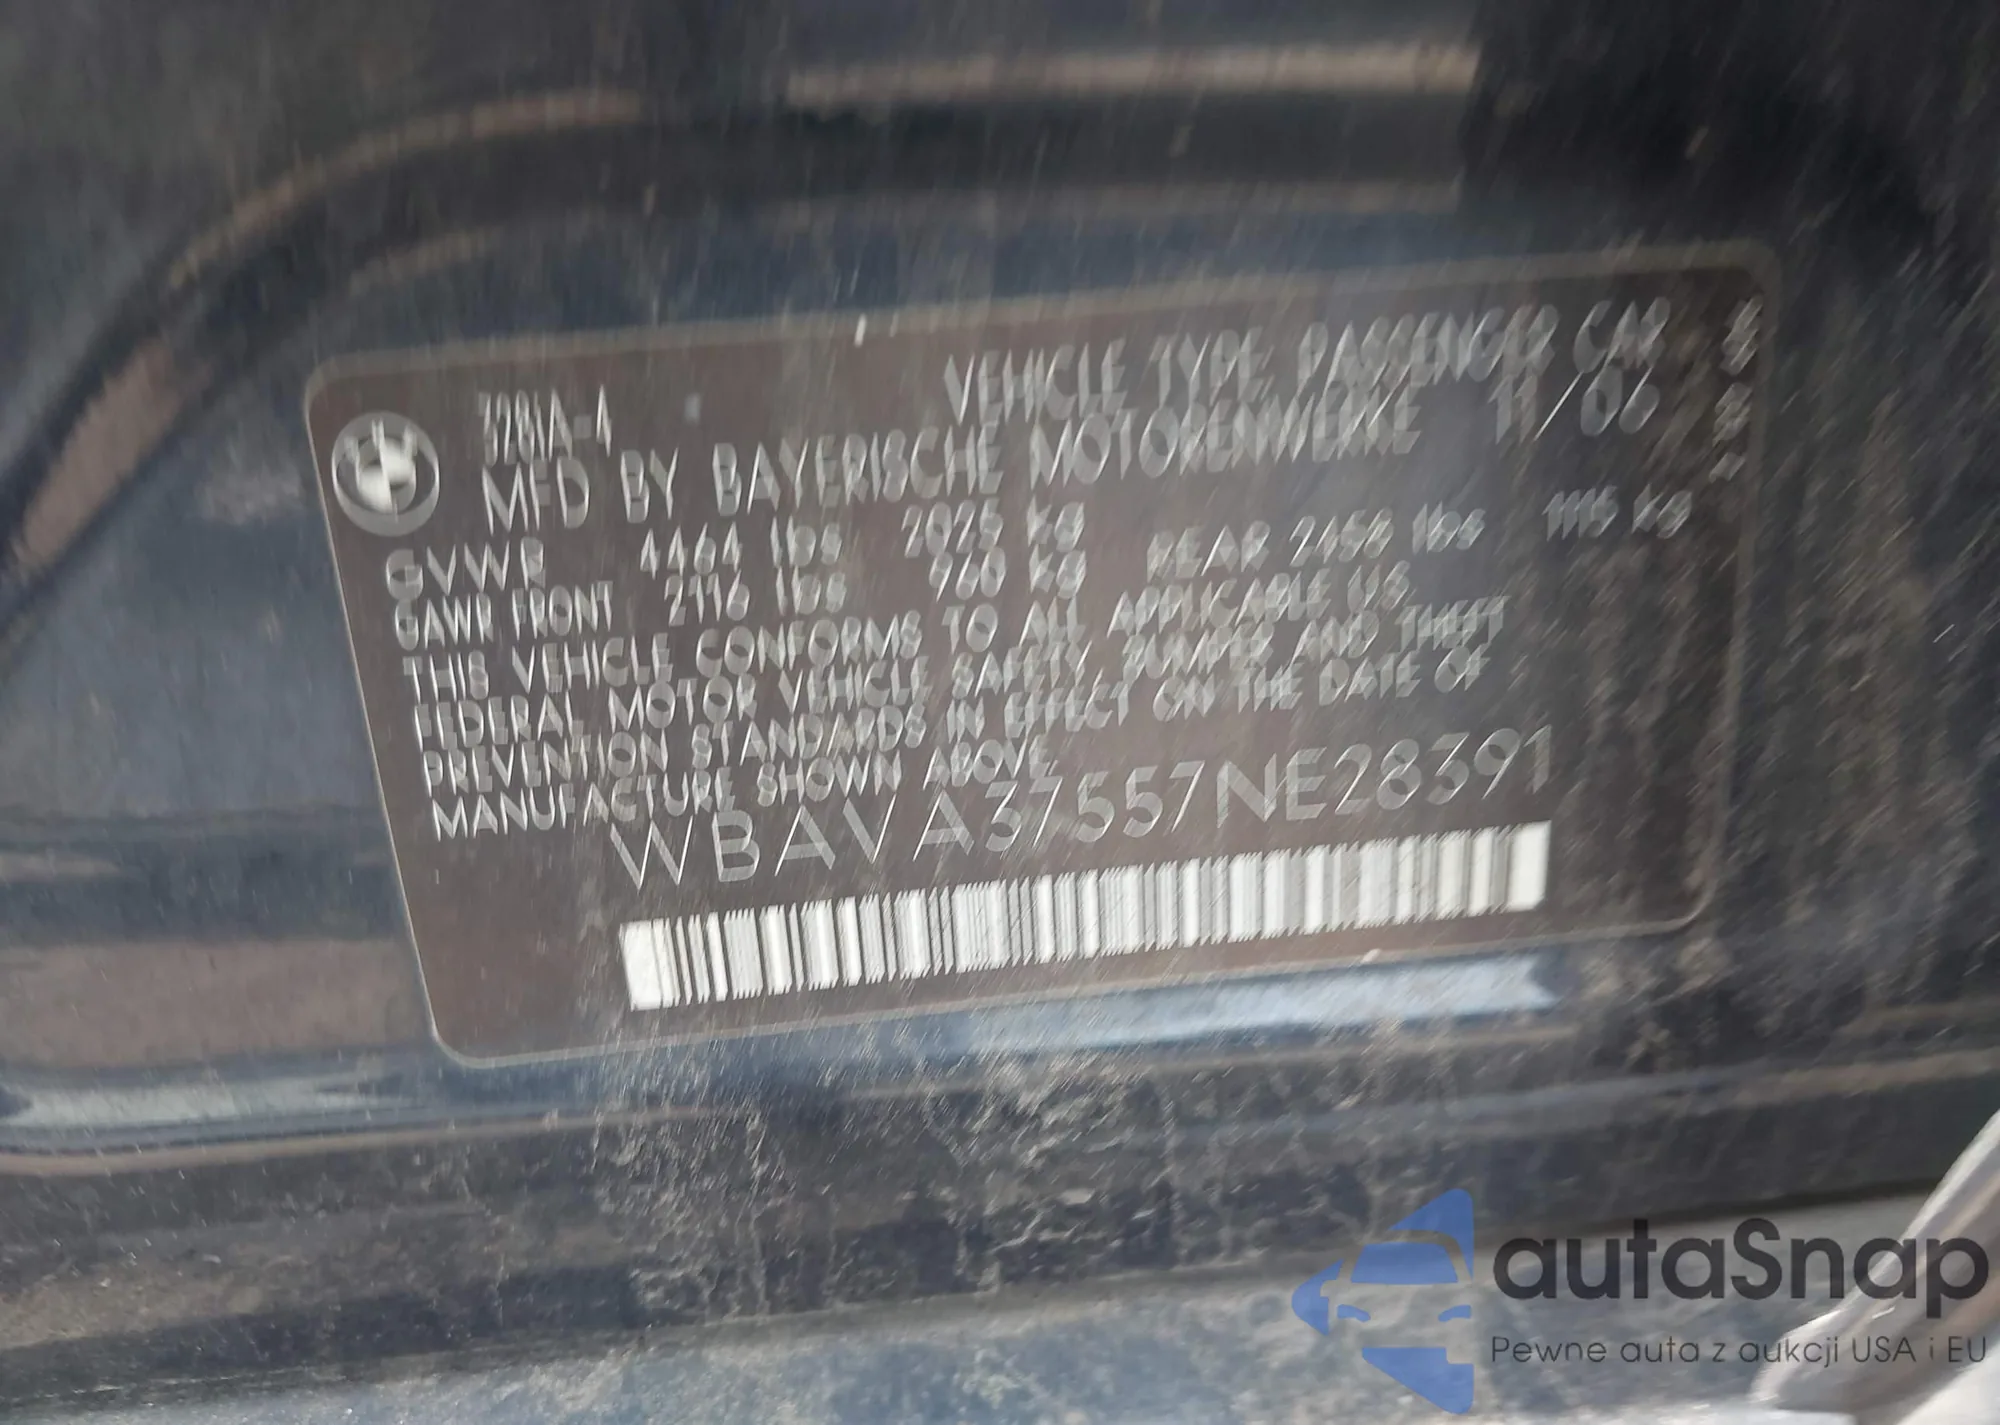 VEHICLE TYPE PASSENGER CAR
MFD BY BAYERISCHE MOTORENWERKE 11/06
GVWR 4464 lbs 2025 kg
GAWR FRONT 2116 lbs 960 kg REAR 2458 lbs 1115 kg
THIS VEHICLE CONFORMS TO ALL APPLICABLE US
FEDERAL MOTOR VEHICLE SAFETY, BUMPER AND THEFT
PREVENTION STANDARDS IN EFFECT ON THE DATE OF
MANUFACTURE SHOWN ABOVE.
WBAVA37557NE28391
autaSnap
Pewne auta z aukcji USA i EU